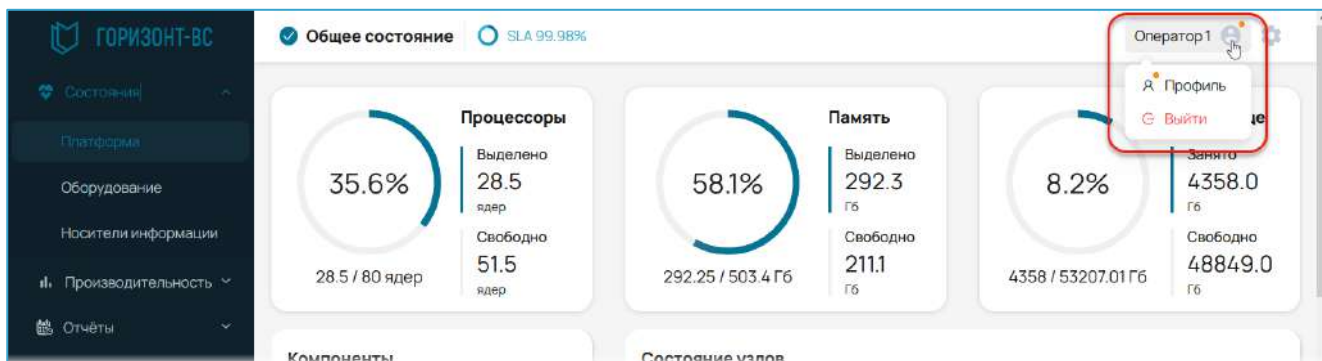 ГОРИЗОНТ-ВС
Состояния
Платформа
Оборудование
Носители информации
Производительность
Отчёты
Общее состояние
SLA 99.98%
Оператор1
Профиль
Выйти
Процессоры
35.6%
Выделено
28.5
ядер
Свободно
51.5
ядер
28.5 / 80 ядер
Память
58.1%
Выделено
292.3
Гб
Свободно
211.1
Гб
292.25 / 503.4 Гб
8.2%
Занято
4358.0
Гб
Свободно
48849.0
Гб
4358 / 53207.01 Гб
Компоненты
Состояние узлов